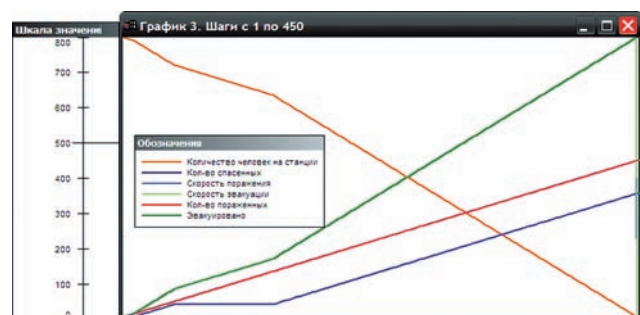 Шкала значени
График 3. Шаги с 1 по 450
800
700
600
500
400
300
200
100
0
Обозначения
Количество человек на станции
Кол-во спасенных
Скорость поражения
Скорость эвакуации
Кол-во пораженных
Эвакуировано